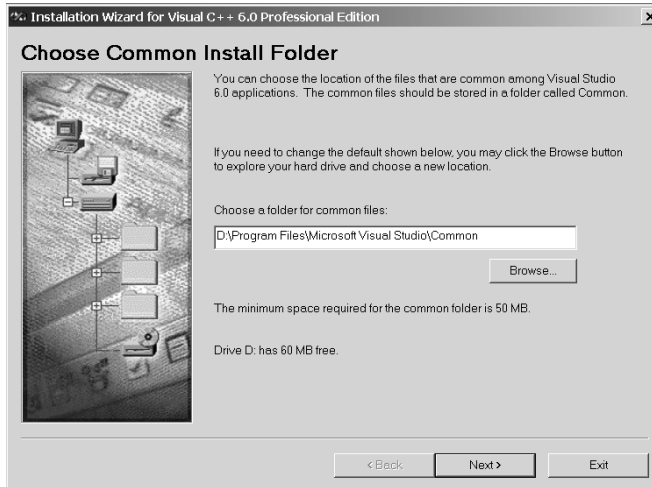 Installation Wizard for Visual C++ 6.0 Professional Edition
Choose Common Install Folder
You can choose the location of the files that are common among Visual Studio
6.0 applications. The common files should be stored in a folder called Common.
If you need to change the default shown below, you may click the Browse button
to explore your hard drive and choose a new location.
Choose a folder for common files:
D:\Program Files\Microsoft Visual Studio\Common
Browse...
The minimum space required for the common folder is 50 MB.
Drive D: has 60 MB free.
< Back
Next >
Exit